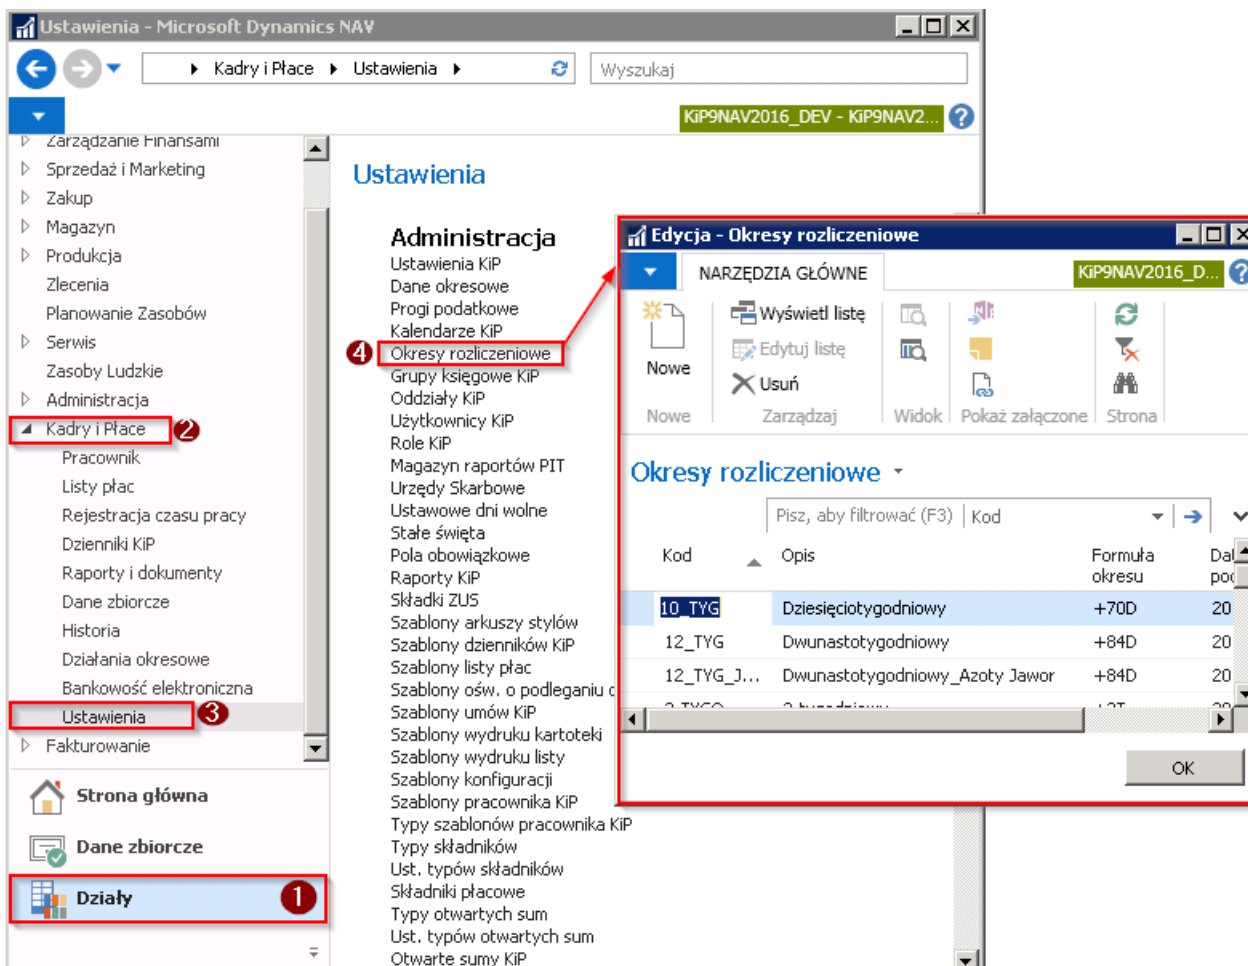 Ustawienia - Microsoft Dynamics NAV
Kadry i Płace
Ustawienia
Wyszukaj
KiP9NAV2016_DEV - KiP9NAV2...
Zarządzanie Finansami
Sprzedaż i Marketing
Zakup
Magazyn
Produkcja
Zlecenia
Planowanie Zasobów
Serwis
Zasoby Ludzkie
Administracja
Kadry i Płace
2
Pracownik
Listy płac
Rejestracja czasu pracy
Dzienniki KiP
Raporty i dokumenty
Dane zbiorcze
Historia
Działania okresowe
Bankowość elektroniczna
Ustawienia
3
Fakturowanie
Strona główna
Dane zbiorcze
Działy
1
Ustawienia
Administracja
Ustawienia KiP
Dane okresowe
Progi podatkowe
Kalendarze KiP
4
Okresy rozliczeniowe
Grupy księgowe KiP
Oddziały KiP
Użytkownicy KiP
Role KiP
Magazyn raportów PIT
Urzędy Skarbowe
Ustawowe dni wolne
Stałe święta
Pola obowiązkowe
Raporty KiP
Składki ZUS
Szablony arkuszy stylów
Szablony dzienników KiP
Szablony listy płac
Szablony ośw. o podleganiu
Szablony umów KiP
Szablony wydruku kartoteki
Szablony wydruku listy
Szablony konfiguracji
Szablony pracownika KiP
Typy szablonów pracownika KiP
Typy składników
Ust. typów składników
Składniki płacowe
Typy otwartych sum
Ust. typów otwartych sum
Otwarte sumy KiP
Edycja - Okresy rozliczeniowe
NARZĘDZIA GŁÓWNE
KiP9NAV2016_D...
Nowe
Wyświetl listę
Edytuj listę
Usuń
Nowe
Zarządzaj
Widok
Pokaż załączone
Strona
Okresy rozliczeniowe
Pisz, aby filtrować (F3)
Kod
Kod
Opis
Formuła okresu
10_TYG Dziesięciotygodniowy +70D 20
12_TYG Dwunastotygodniowy +84D 20
12_TYG_J... Dwunastotygodniowy_Azoty Jawor +84D 20
OK